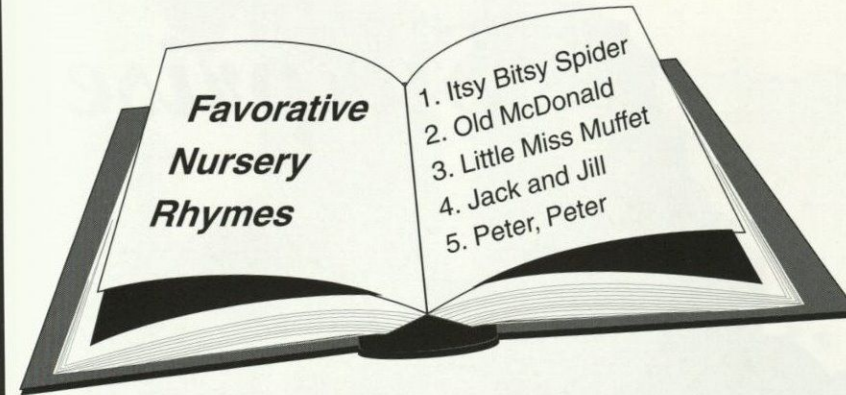 Favorative
Nursery
Rhymes
1. Itsy Bitsy Spider
2. Old McDonald
3. Little Miss Muffet
4. Jack and Jill
5. Peter, Peter